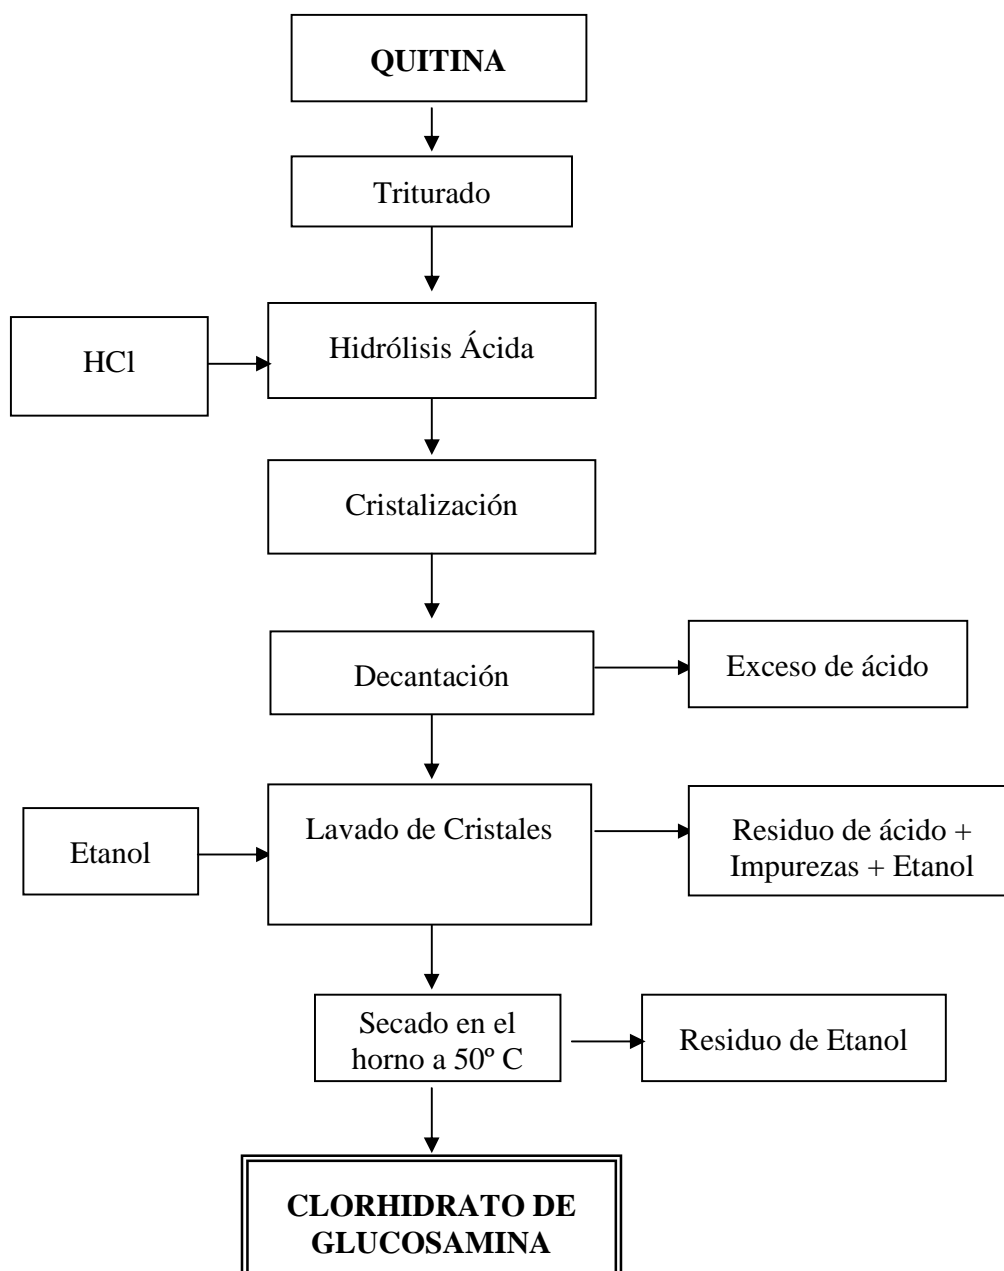 QUITINA
Triturado
HCl
Hidrólisis Ácida
Cristalización
Decantación
Exceso de ácido
Etanol
Lavado de Cristales
Residuo de ácido +
Impurezas + Etanol
Secado en el
horno a 50º C
Residuo de Etanol
CLORHIDRATO DE
GLUCOSAMINA